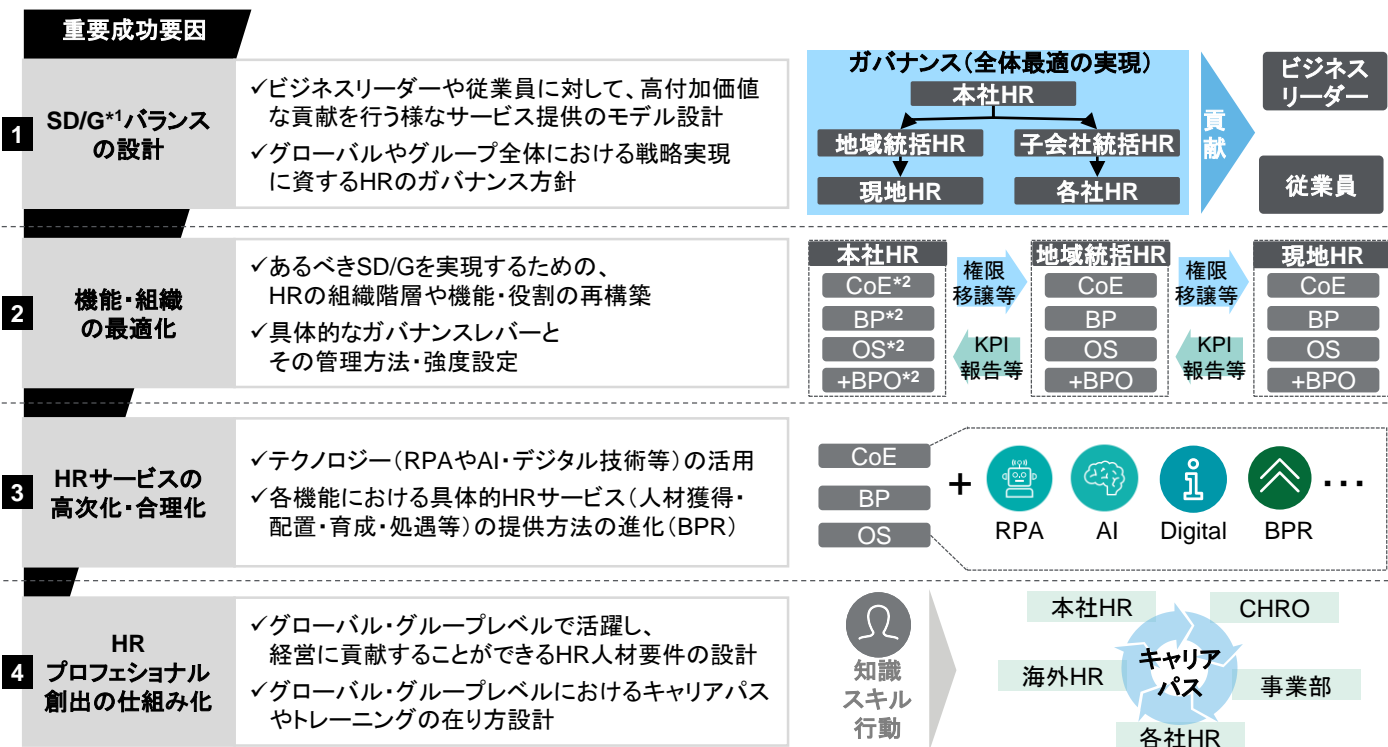 重要成功要因
1
SD/G*1バランス
の設計
✓ビジネスリーダーや従業員に対して、高付加価値
な貢献を行う様なサービス提供のモデル設計
✓グローバルやグループ全体における戦略実現
に資するHRのガバナンス方針
ガバナンス(全体最適の実現)
本社HR
地域統括HR
子会社統括HR
現地HR
各社HR
貢献
ビジネス
リーダー
従業員
2
機能・組織
の最適化
✓あるべきSD/Gを実現するための、
HRの組織階層や機能・役割の再構築
✓具体的なガバナンスレバーと
その管理方法・強度設定
本社HR
CoE*2
BP*2
OS*2
+BPO*2
権限
移譲等
KPI
報告等
地域統括HR
CoE
BP
OS
+BPO
権限
移譲等
KPI
報告等
現地HR
CoE
BP
OS
+BPO
3
HRサービスの
高次化・合理化
✓テクノロジー(RPAやAI・デジタル技術等)の活用
✓各機能における具体的HRサービス(人材獲得・
配置・育成・処遇等)の提供方法の進化(BPR)
CoE
BP
OS
+
RPA
AI
Digital
BPR
・・・
4
HR
プロフェショナル
創出の仕組み化
✓グローバル・グループレベルで活躍し、
経営に貢献することができるHR人材要件の設計
✓グローバル・グループレベルにおけるキャリアパス
やトレーニングの在り方設計
知識
スキル
行動
本社HR
CHRO
海外HR
キャリア
パス
事業部
各社HR